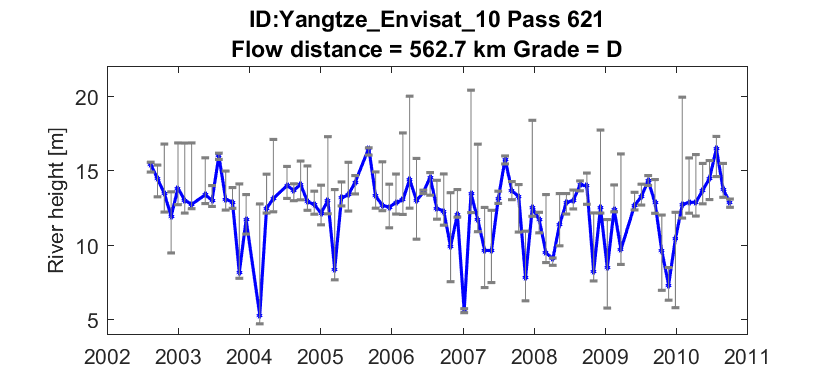 ID:Yangtze_Envisat_10 Pass 621
Flow distance = 562.7 km Grade = D
River height [m]
20
15
10
5
2002 2003 2004 2005 2006 2007 2008 2009 2010 2011